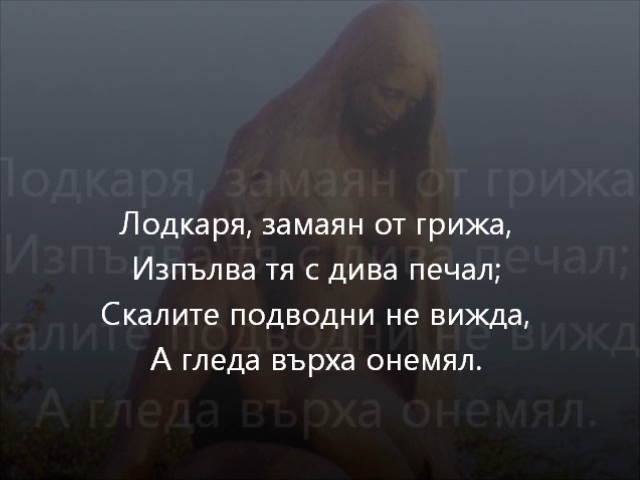 Лодкаря, замаян от грижа,
Изпълва тя с дива печал;
Скалите подводни не вижда,
А гледа върха онемял.